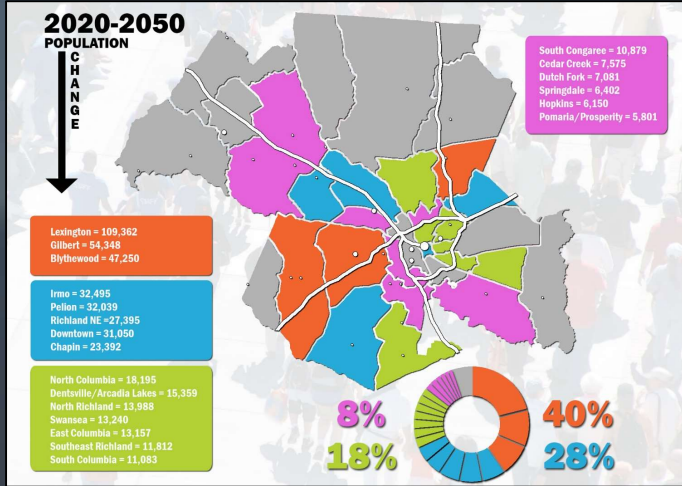 2020-2050
POPULATION
CHANGE
South Congaree = 10,879
Cedar Creek = 7,575
Dutch Fork = 7,081
Springdale = 6,402
Hopkins = 6,150
Pomaria/Prosperity = 5,801
Lexington = 109,362
Gilbert = 54,348
Blythewood = 47,250
Irmo = 32,495
Pelion = 32,039
Richland NE =27,395
Downtown = 31,050
Chapin = 23,392
North Columbia = 18,195
Dentsville/Arcadia Lakes = 15,359
North Richland = 13,988
Swansea = 13,240
East Columbia = 13,157
Southeast Richland = 11,812
South Columbia = 11,083
8%
40%
18%
28%